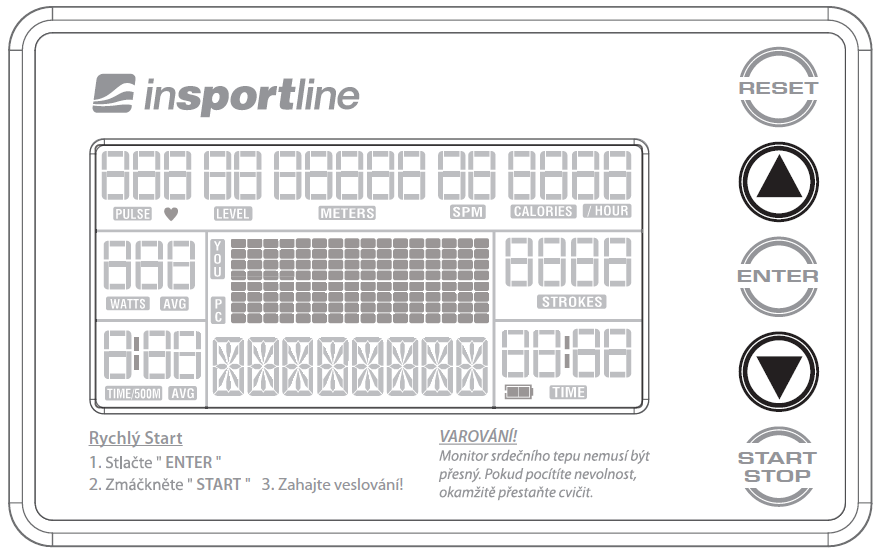 insportline
PULSE LEVEL METERS SPM CALORIES / HOUR
YOU
PC
WATTS AVG
STROKES
TIME/500M AVG
TIME
RESET
ENTER
START
STOP
Rychlý Start
1. Stlačte " ENTER "
2. Zmáčkněte " START " 3. Zahajte veslování!
VAROVÁNÍ!
Monitor srdečního tepu nemusí být
přesný. Pokud pocítíte nevolnost,
okamžitě přestaňte cvičit.